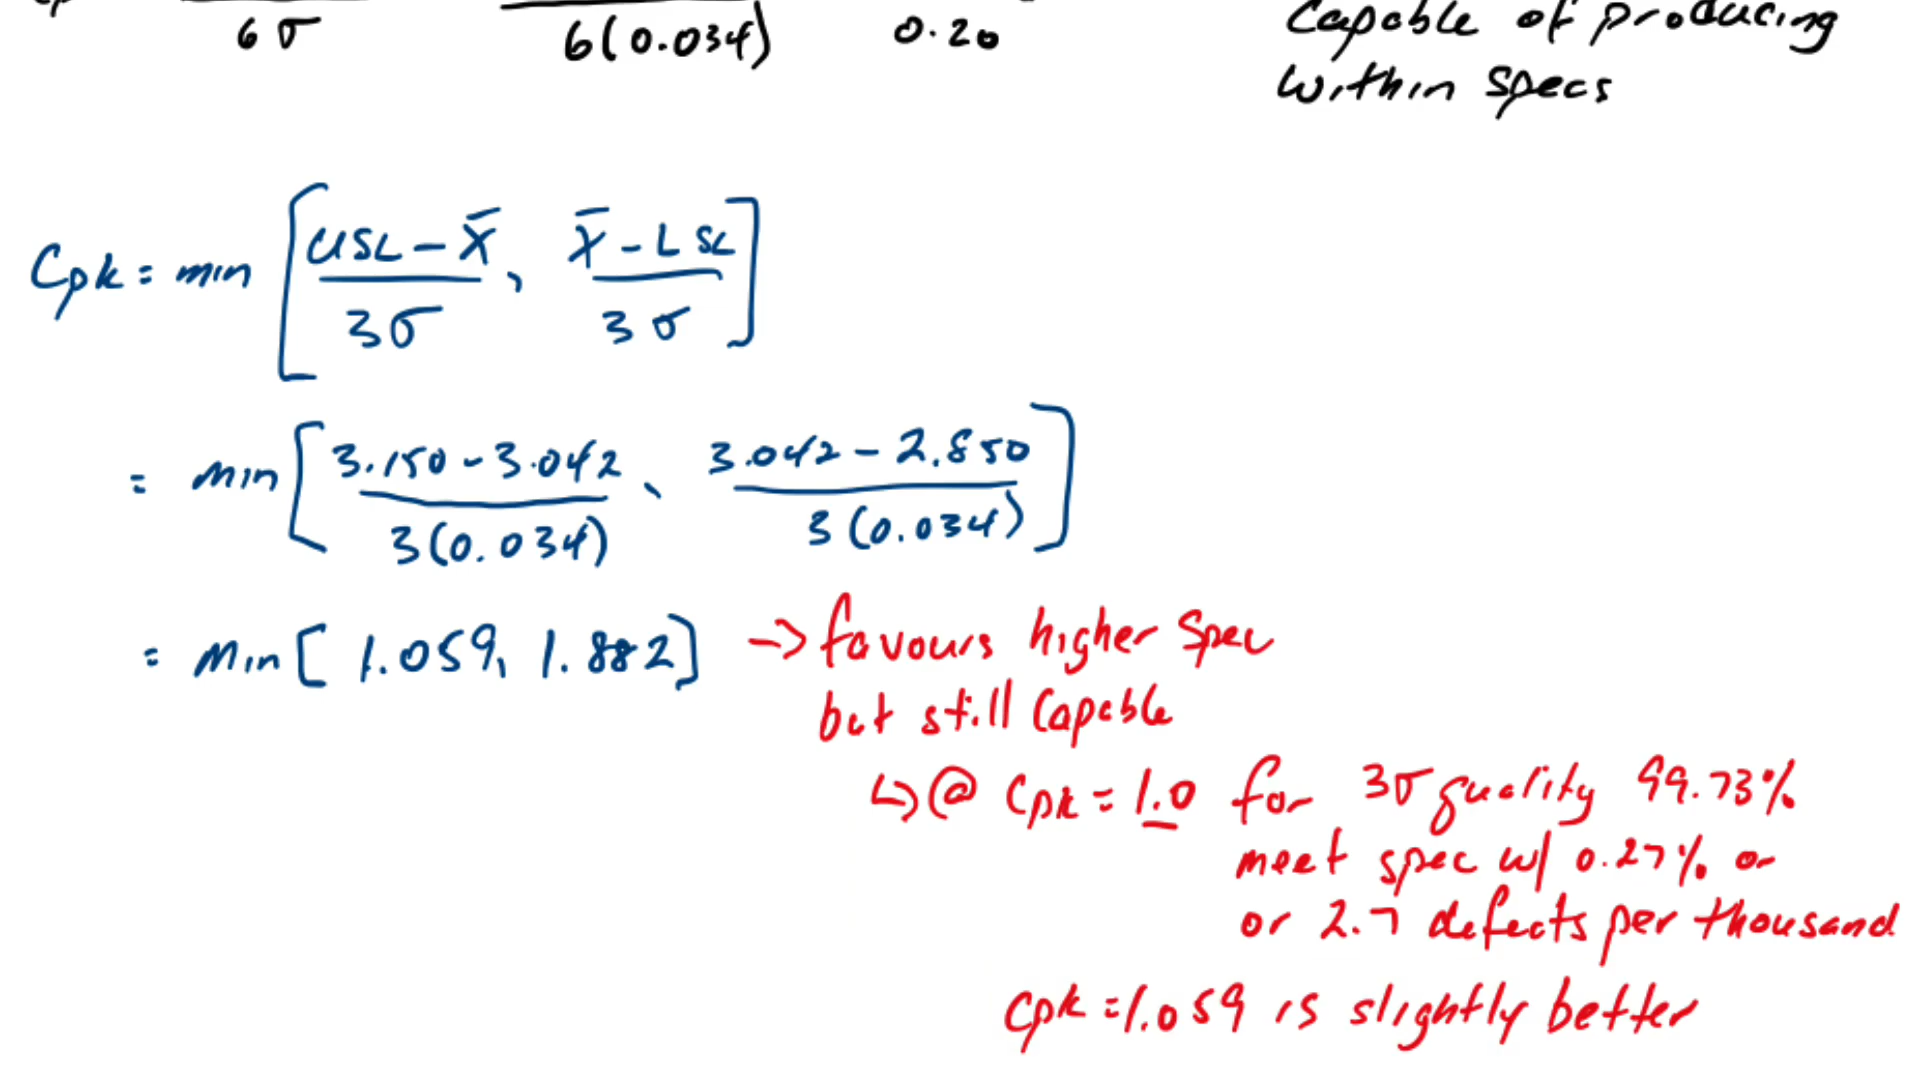 6σ 6(0.034) 0.20
Capable of producing
within specs
Cpk = min [ (USL - x̄)/3σ, (x̄ - LSL)/3σ ]
= min [ (3.150 - 3.042)/3(0.034), (3.042 - 2.850)/3(0.034) ]
= min [ 1.059, 1.882 ] → favours higher spec
but still capable
↳ @ Cpk = 1.0 for 3σ quality 99.73%
meet spec w/ 0.27% or
or 2.7 defects per thousand
Cpk = 1.059 is slightly better